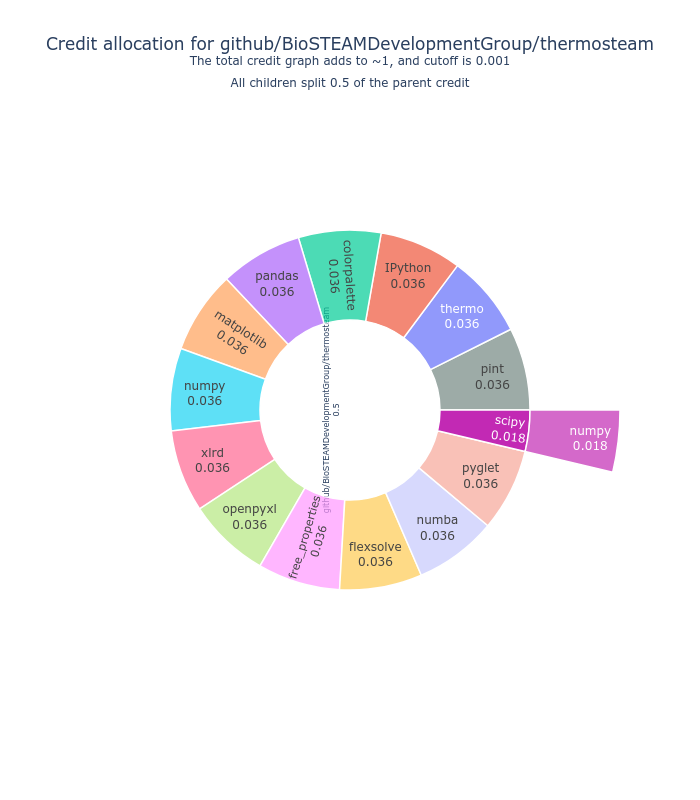 Credit allocation for github/BioSTEAMDevelopmentGroup/thermosteam
The total credit graph adds to ~1, and cutoff is 0.001
All children split 0.5 of the parent credit
colorpalette
0.036
IPython
0.036
thermo
0.036
pint
0.036
scipy
0.018
numpy
0.018
pyglet
0.036
numba
0.036
flexsolve
0.036
free_properties
0.036
openpyxl
0.036
xlrd
0.036
numpy
0.036
matplotlib
0.036
pandas
0.036
github/BioSTEAMDevelopmentGroup/thermosteam
0.5